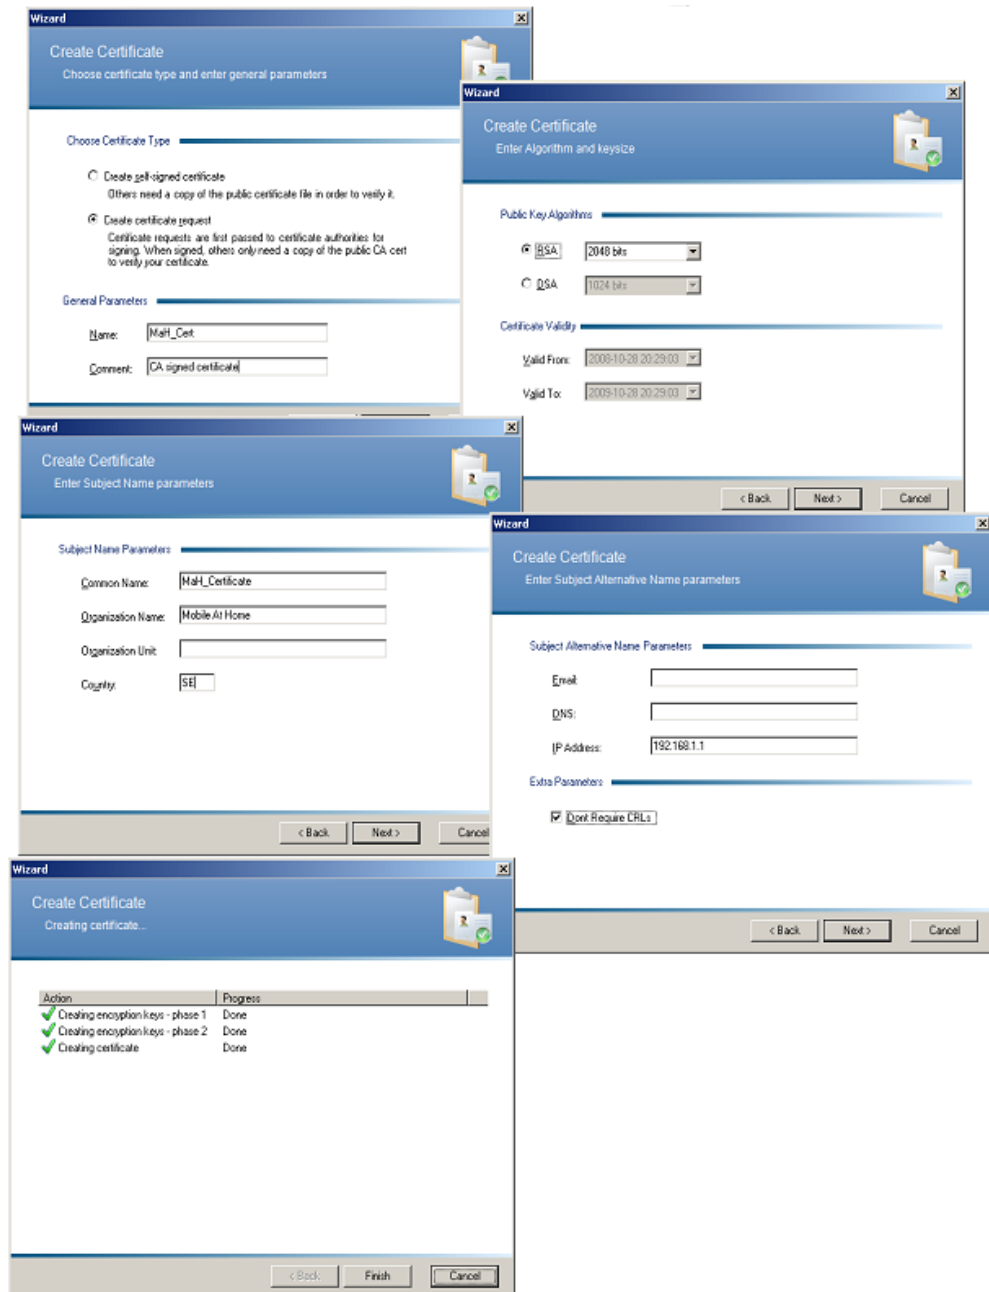 Wizard
Create Certificate
Choose certificate type and enter general parameters
Choose Certificate Type
Create self-signed certificate
Others need a copy of the public certificate file in order to verify it.
Create certificate request
Certificate requests are first passed to certificate authorities for
signing. When signed, others only need a copy of the public CA cert
to verify your certificate.
General Parameters
Name: MaH_Cert
Comment: CA signed certificate
Wizard
Create Certificate
Enter Algorithm and keysize
Public Key Algorithms
RSA 2048 bits
DSA 1024 bits
Certificate Validity
Valid From: 2008-10-28 20:29:03
Valid To: 2009-10-28 20:29:03
< Back Next > Cancel
Wizard
Create Certificate
Enter Subject Name parameters
Subject Name Parameters
Common Name: MaH_Certificate
Organization Name: Mobile At Home
Organization Unit:
Country: SE
< Back Next > Cancel
Wizard
Create Certificate
Enter Subject Alternative Name parameters
Subject Alternative Name Parameters
Email:
DNS:
IP Address: 192.168.1.1
Extra Parameters
Dont Require CRLs
< Back Next > Cancel
Wizard
Create Certificate
Creating certificate...
Action Progress
Creating encryption keys - phase 1 Done
Creating encryption keys - phase 2 Done
Creating certificate Done
< Back Finish Cancel